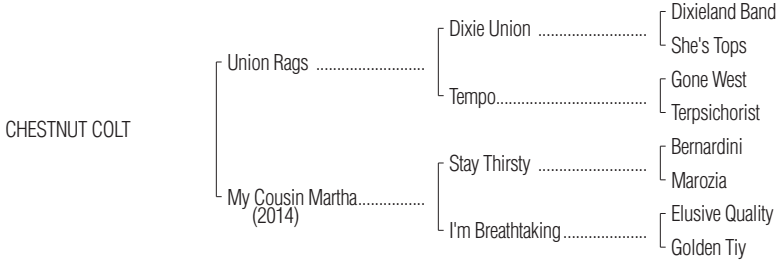 Dixieland Band
Dixie Union ..........................
She's Tops
Union Rags ..........................
Gone West
Tempo....................................
Terpsichorist
CHESTNUT COLT
Bernardini
Stay Thirsty ..........................
Marozia
My Cousin Martha................
(2014)
Elusive Quality
I'm Breathtaking....................
Golden Tiy